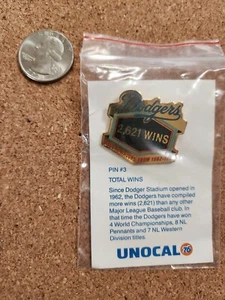 Dodgers
2,621 WINS
PIN #3
TOTAL WINS
Since Dodger Stadium opened in
1962, the Dodgers have compiled
more wins (2,621) than any other
Major League Baseball club. In
that time the Dodgers have won
4 World Championships, 8 NL
Pennants and 7 NL Western
Division titles.
UNOCAL 76